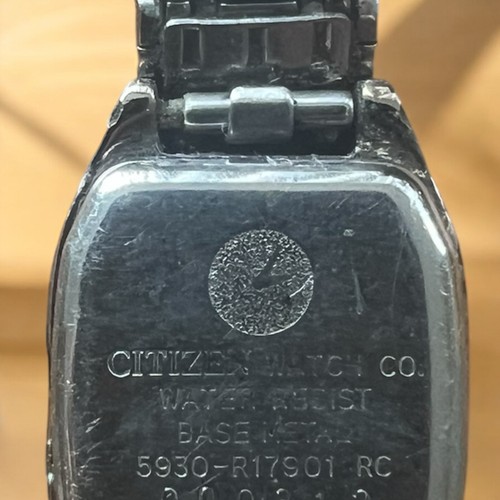 CITIZEN WATCH CO.
WATER RESIST
BASE METAL
5930-R17901 RC